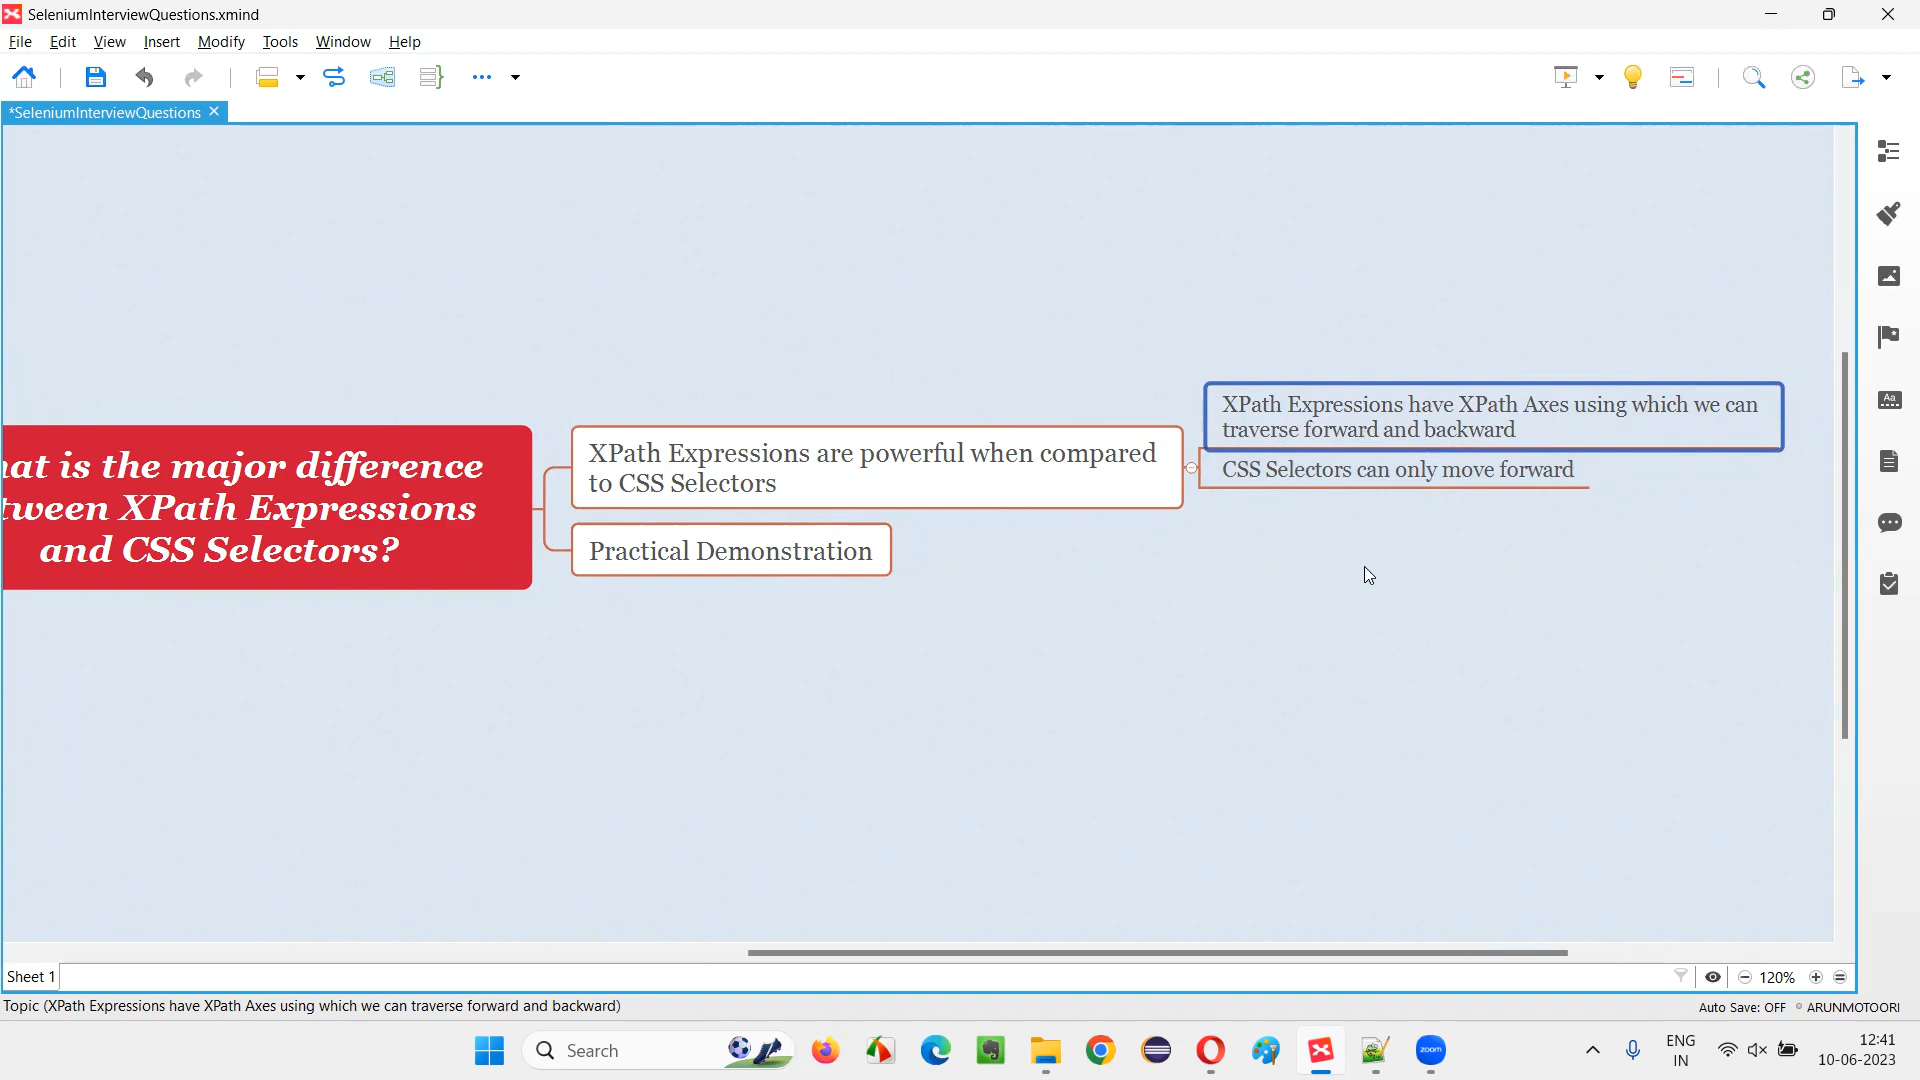 SeleniumInterviewQuestions.xmind
File Edit View Insert Modify Tools Window Help
*SeleniumInterviewQuestions
XPath Expressions have XPath Axes using which we can
traverse forward and backward
XPath Expressions are powerful when compared
to CSS Selectors
CSS Selectors can only move forward
at is the major difference
tween XPath Expressions
and CSS Selectors?
Practical Demonstration
Aa
Sheet 1
120%
Topic (XPath Expressions have XPath Axes using which we can traverse forward and backward)
Auto Save: OFF
ARUNMOTOORI
Search
zoom
ENG
IN
12:41
10-06-2023